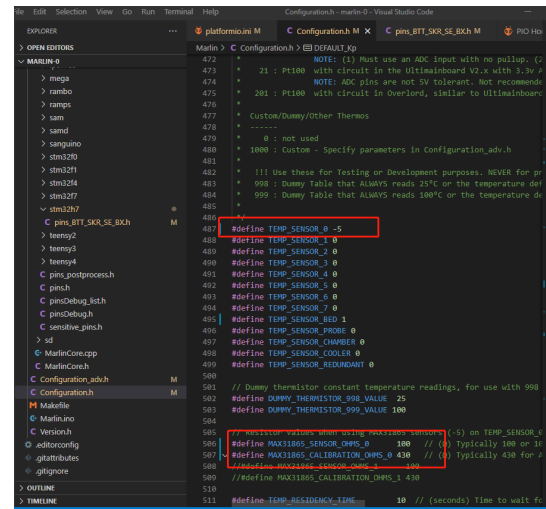 File Edit Selection View Go Run Terminal Help
Configuration.h - marlin-0 - Visual Studio Code
EXPLORER ...
platformio.ini M
Configuration.h M X
pins_BTT_SKR_SE_BX.h M
PIO Ho
> OPEN EDITORS
Marlin > C Configuration.h > DEFAULT_Kp
MARLIN-0
> mega
> rambo
> ramps
> sam
> samd
> sanguino
> stm32f0
> stm32f1
> stm32f4
> stm32f7
stm32h7
C pins_BTT_SKR_SE_BX.h M
> teensy2
> teensy3
> teensy4
C pins_postprocess.h
C pins.h
C pinsDebug_list.h
C pinsDebug.h
C sensitive_pins.h
> sd
MarlinCore.cpp
C MarlinCore.h
C Configuration_adv.h M
C Configuration.h M
M Makefile
Marlin.ino
C Version.h
.editorconfig
.gitattributes
.gitignore
> OUTLINE
> TIMELINE
472 * NOTE: (1) Must use an ADC input with no pullup. (2
473 * 21 : Pt100 with circuit in the Ultimainboard V2.x with 3.3v
474 * NOTE: ADC pins are not 5V tolerant. Not recommende
475 * 201 : Pt100 with circuit in Overlord, similar to Ultimainboard
476 *
477 * Custom/Dummy/Other Thermos
478 * ------
479 * 0 : not used
480 * 1000 : Custom - Specify parameters in Configuration_adv.h
481 *
482 * !!! Use these for Testing or Development purposes. NEVER for pr
483 * 998 : Dummy Table that ALWAYS reads 25°C or the temperature def
484 * 999 : Dummy Table that ALWAYS reads 100°C or the temperature de
485 *
486 */
487 #define TEMP_SENSOR_0 -5
488 #define TEMP_SENSOR_1 0
489 #define TEMP_SENSOR_2 0
490 #define TEMP_SENSOR_3 0
491 #define TEMP_SENSOR_4 0
492 #define TEMP_SENSOR_5 0
493 #define TEMP_SENSOR_6 0
494 #define TEMP_SENSOR_7 0
495 #define TEMP_SENSOR_BED 1
496 #define TEMP_SENSOR_PROBE 0
497 #define TEMP_SENSOR_CHAMBER 0
498 #define TEMP_SENSOR_COOLER 0
499 #define TEMP_SENSOR_REDUNDANT 0
500
501 // Dummy thermistor constant temperature readings, for use with 998
502 #define DUMMY_THERMISTOR_998_VALUE 25
503 #define DUMMY_THERMISTOR_999_VALUE 100
504
505 // Resistor values when using MAX31865 sensors (-5) on TEMP_SENSOR_0
506 #define MAX31865_SENSOR_OHMS_0 100 // (Ω) Typically 100 or 10
507 #define MAX31865_CALIBRATION_OHMS_0 430 // (Ω) Typically 430 for
508 //#define MAX31865_SENSOR_OHMS_1 100
509 //#define MAX31865_CALIBRATION_OHMS_1 430
510
511 #define TEMP_RESIDENCY_TIME 10 // (seconds) Time to wait fo